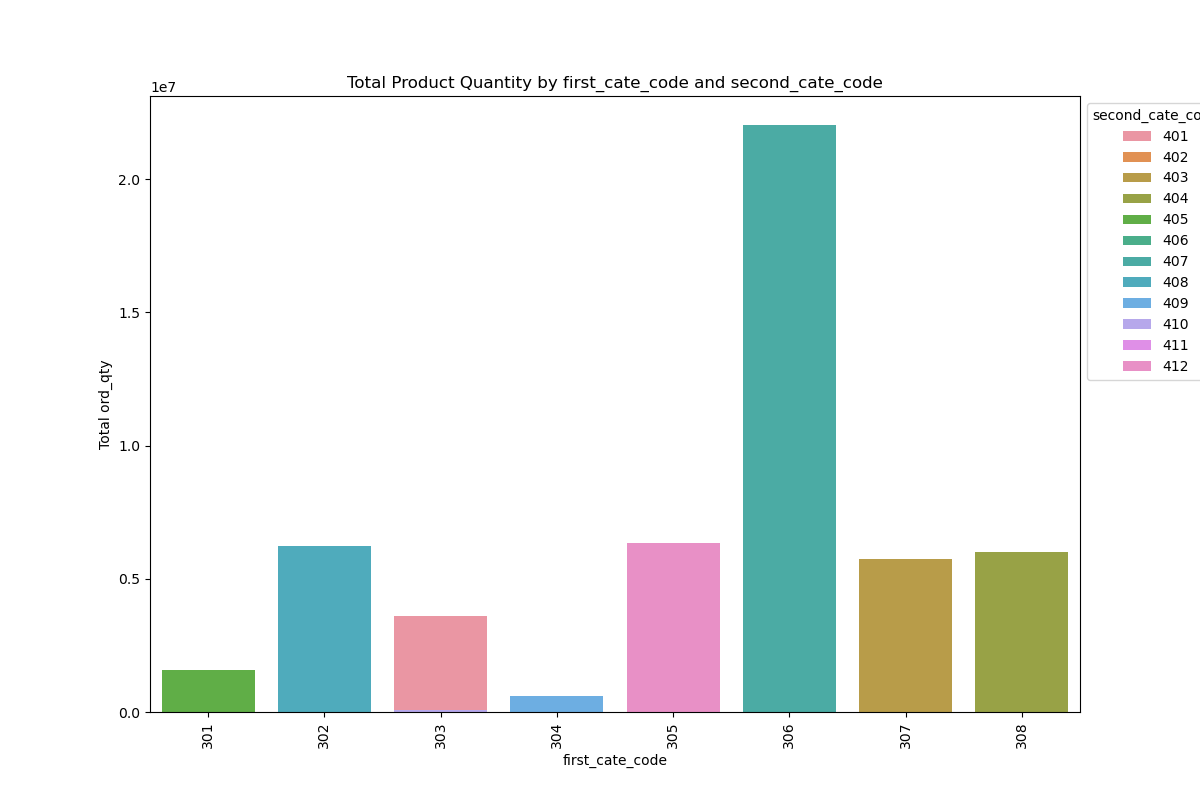 Total Product Quantity by first_cate_code and second_cate_code
1e7
2.0
1.5
1.0
0.5
0.0
Total ord_qty
301 302 303 304 305 306 307 308
first_cate_code
second_cate_co
401
402
403
404
405
406
407
408
409
410
411
412